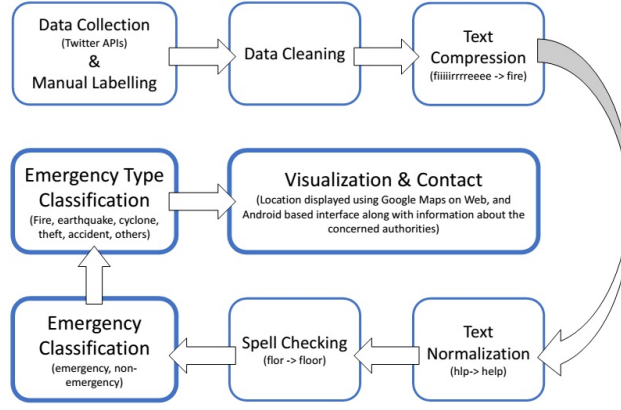 Data Collection
(Twitter APIs)
&
Manual Labelling
Data Cleaning
Text
Compression
(fiiiiirrrreeee -> fire)
Text
Normalization
(hlp-> help)
Spell Checking
(flor -> floor)
Emergency
Classification
(emergency, non-
emergency)
Emergency Type
Classification
(Fire, earthquake, cyclone,
theft, accident, others)
Visualization & Contact
(Location displayed using Google Maps on Web, and
Android based interface along with information about the
concerned authorities)